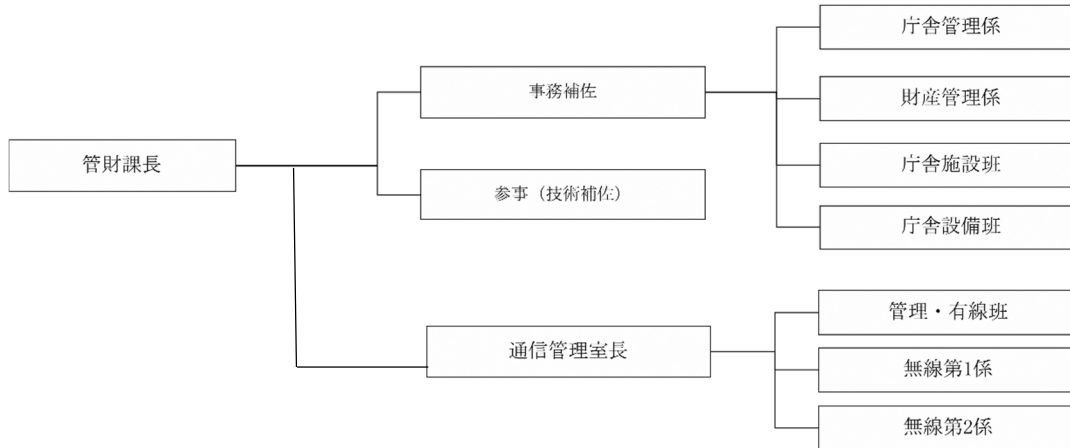 管財課長
事務補佐
参事（技術補佐）
通信管理室長
庁舎管理係
財産管理係
庁舎施設班
庁舎設備班
管理・有線班
無線第1係
無線第2係